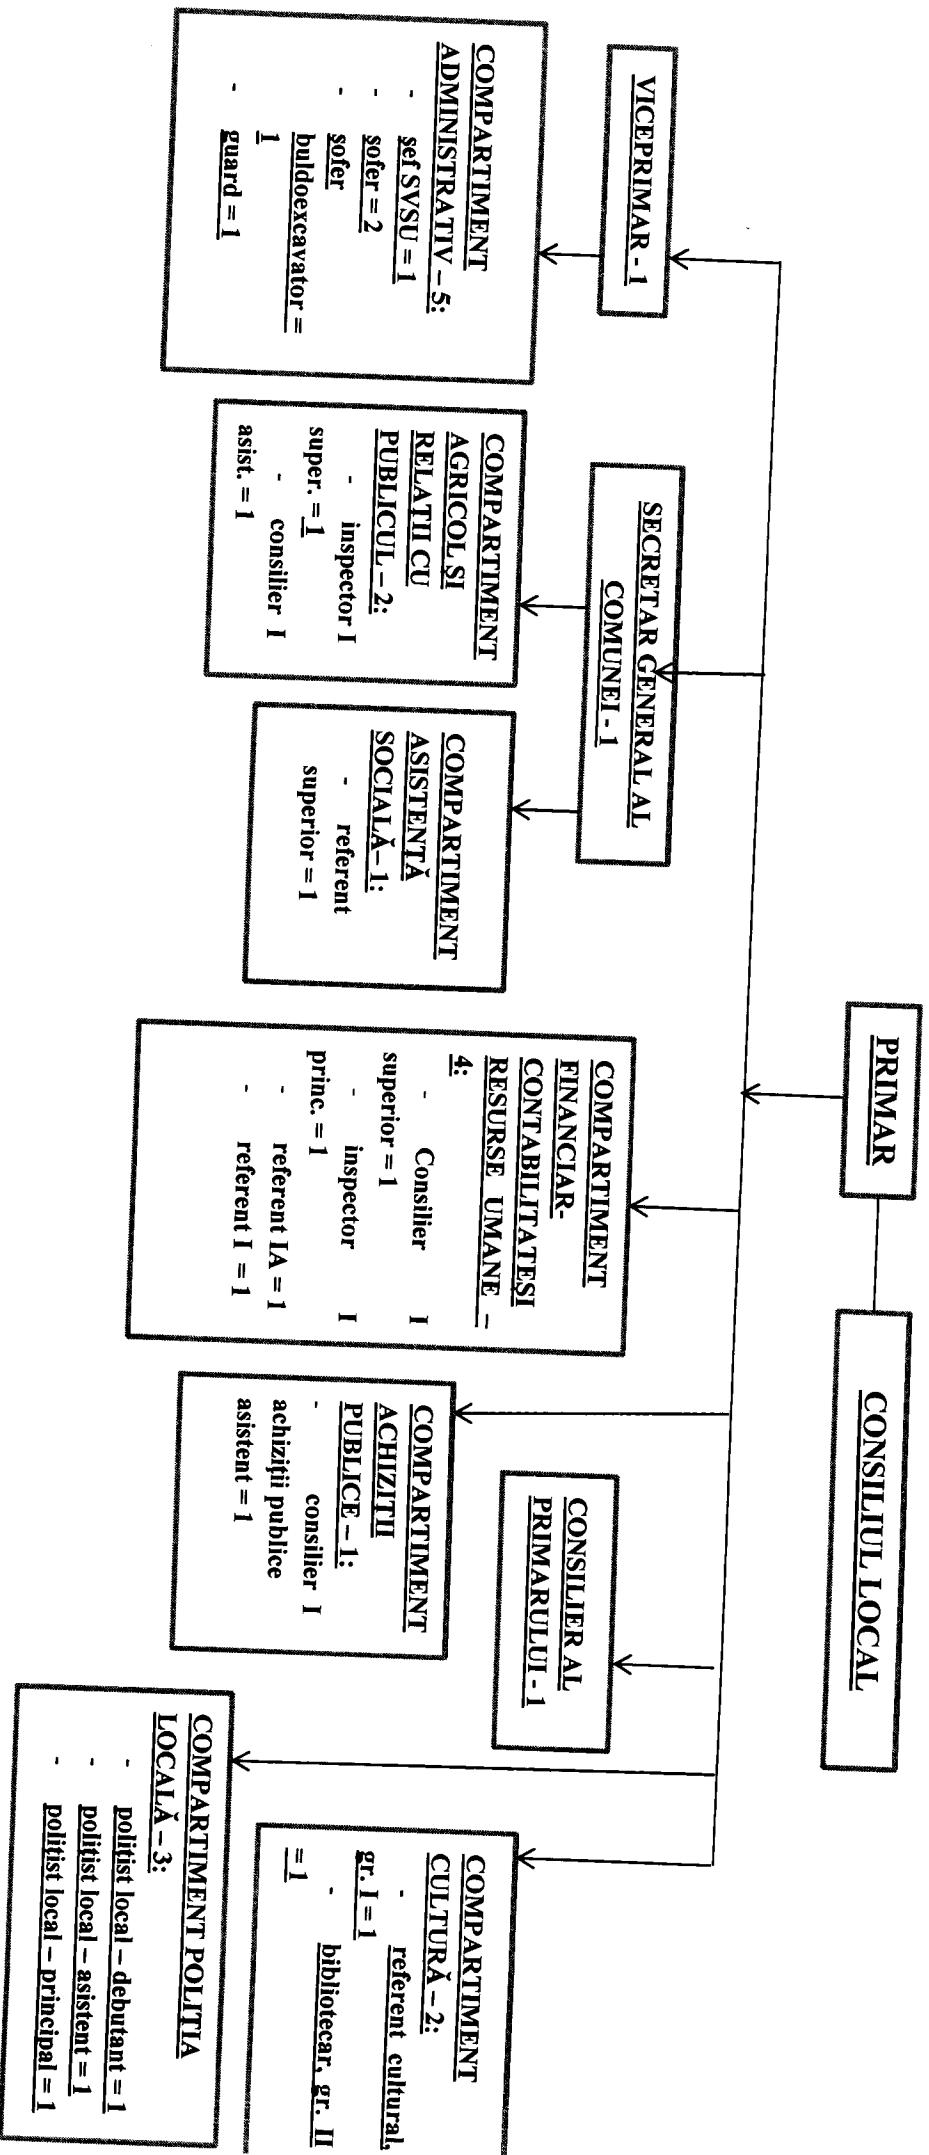 PRIMAR
CONSILIUL LOCAL
VICEPRIMAR - 1
SECRETAR GENERAL AL
COMUNEI - 1
CONSILIER AL
PRIMARULUI - 1
COMPARTIMENT
ADMINISTRATIV – 5:
- șef SVSU = 1
- șofer = 2
- șofer
buldoexcavator =
1
- guard = 1
COMPARTIMENT
AGRICOL ȘI
RELAȚII CU
PUBLICUL – 2:
- inspector I
super. = 1
- consilier I
asist. = 1
COMPARTIMENT
ASISTENȚĂ
SOCIALĂ – 1:
- referent
superior = 1
COMPARTIMENT
FINANCIAR-
CONTABILITATEȘI
RESURSE UMANE –
4:
- Consilier I
superior = 1
- inspector I
princ. = 1
- referent IA = 1
- referent I = 1
COMPARTIMENT
ACHIZIȚII
PUBLICE – 1:
- consilier I
achiziții publice
asistent = 1
COMPARTIMENT POLIȚIA
LOCALĂ – 3:
- polițist local – debutant = 1
- polițist local – asistent = 1
- polițist local – principal = 1
COMPARTIMENT
CULTURĂ – 2:
- referent cultural,
gr. I = 1
- bibliotecar, gr. II
= 1